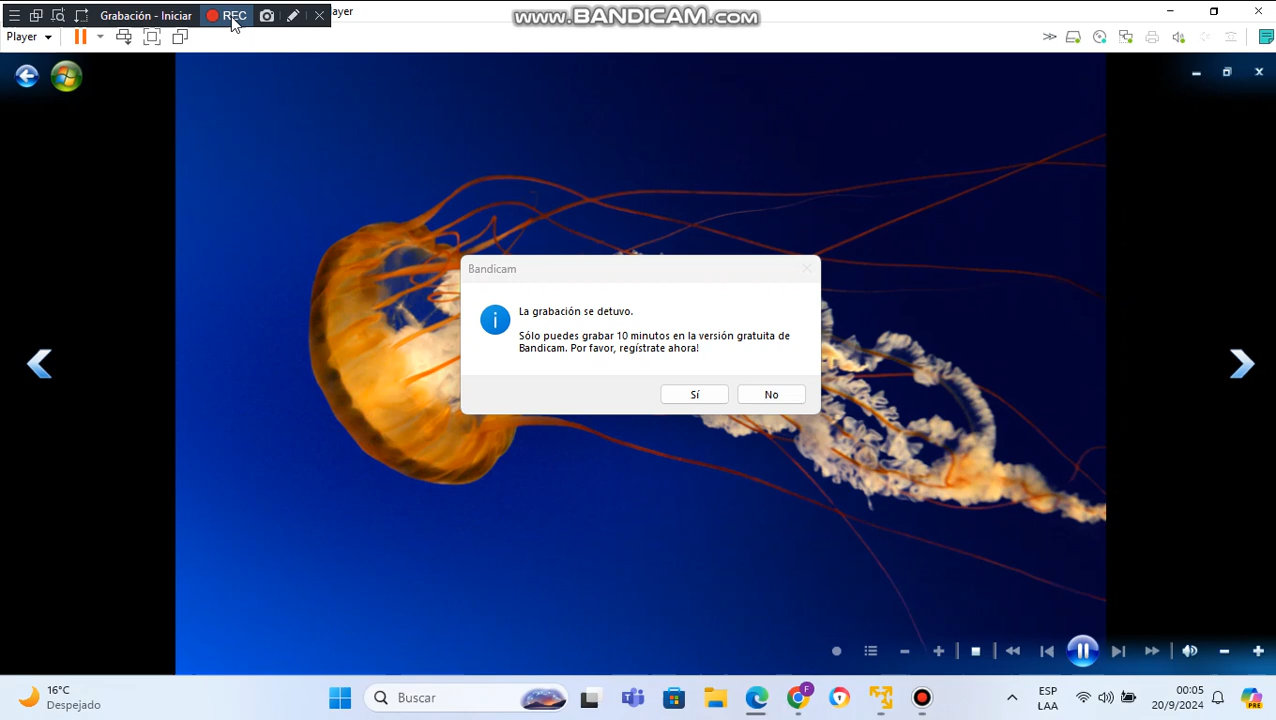 Grabación - Iniciar
REC
ayer
www.BANDICAM.com
Player
Bandicam
La grabación se detuvo.
Sólo puedes grabar 10 minutos en la versión gratuita de
Bandicam. Por favor, regístrate ahora!
Sí
No
16°C
Despejado
Buscar
F
ESP
LAA
00:05
20/9/2024
PRE